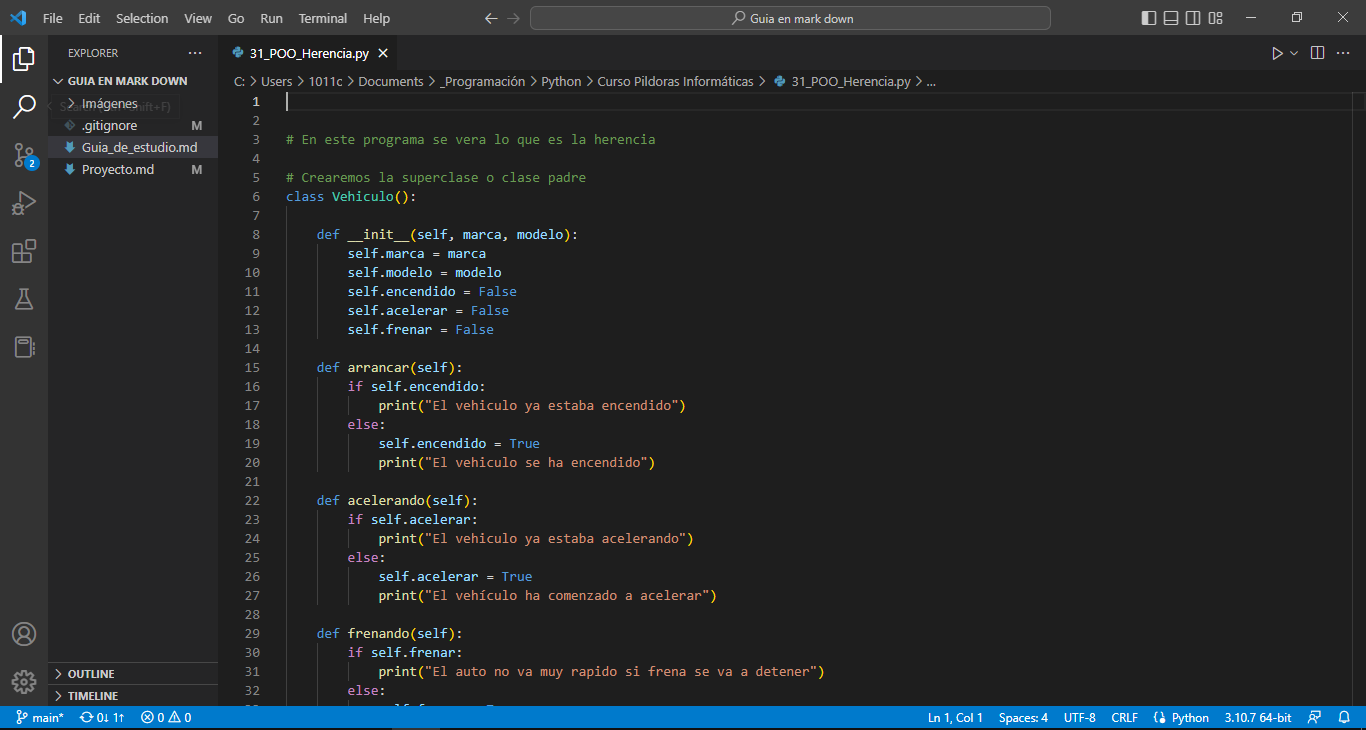 File Edit Selection View Go Run Terminal Help
Guia en mark down
EXPLORER
GUIA EN MARK DOWN
Imágenes
.gitignore M
Guia_de_estudio.md
Proyecto.md M
OUTLINE
TIMELINE
2
31_POO_Herencia.py
C: > Users > 1011c > Documents > _Programación > Python > Curso Pildoras Informáticas > 31_POO_Herencia.py > ...
1
2
3 # En este programa se vera lo que es la herencia
4
5 # Crearemos la superclase o clase padre
6 class Vehiculo():
7
8 def __init__(self, marca, modelo):
9 self.marca = marca
10 self.modelo = modelo
11 self.encendido = False
12 self.acelerar = False
13 self.frenar = False
14
15 def arrancar(self):
16 if self.encendido:
17 print("El vehiculo ya estaba encendido")
18 else:
19 self.encendido = True
20 print("El vehiculo se ha encendido")
21
22 def acelerando(self):
23 if self.acelerar:
24 print("El vehiculo ya estaba acelerando")
25 else:
26 self.acelerar = True
27 print("El vehículo ha comenzado a acelerar")
28
29 def frenando(self):
30 if self.frenar:
31 print("El auto no va muy rapido si frena se va a detener")
32 else:
main* 0↓ 1↑ 0 0
Ln 1, Col 1 Spaces: 4 UTF-8 CRLF Python 3.10.7 64-bit